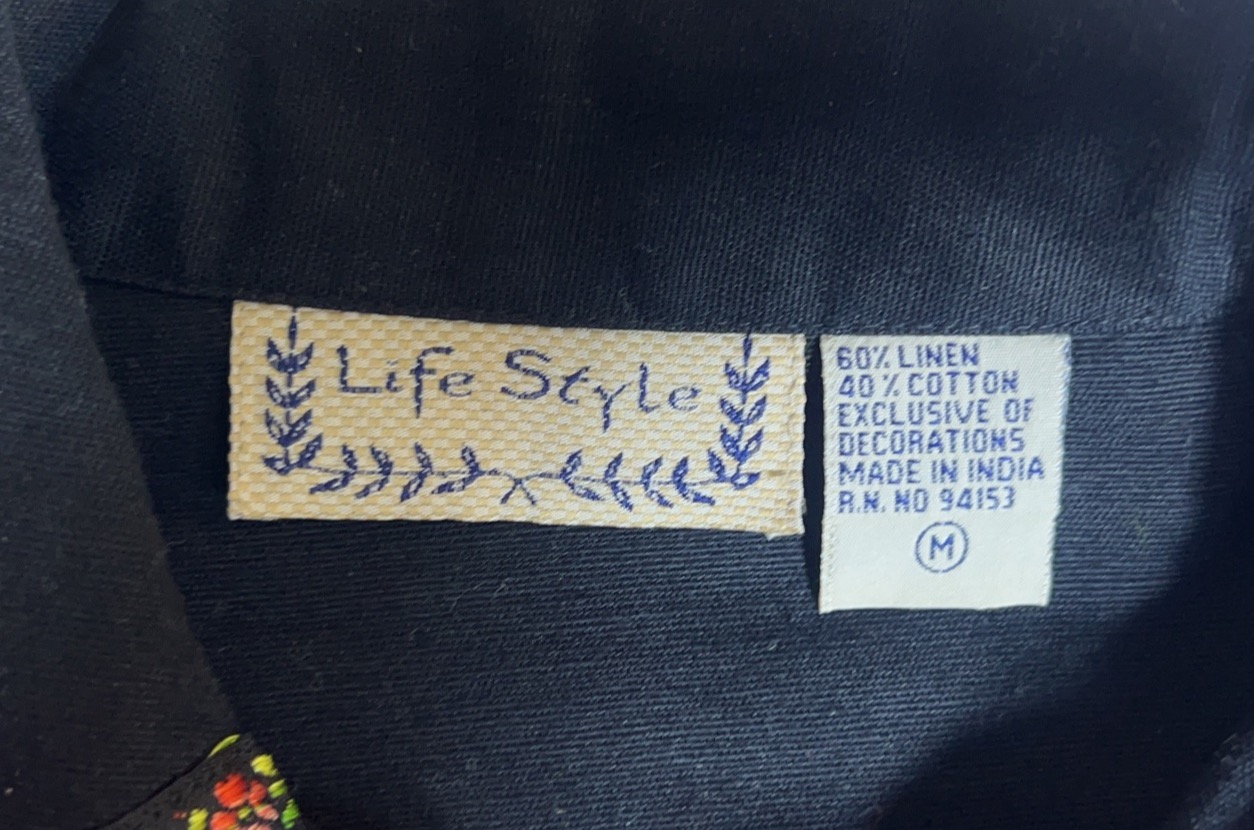 Life Style
60% LINEN
40% COTTON
EXCLUSIVE OF
DECORATIONS
MADE IN INDIA
R.N. NO 94153
M